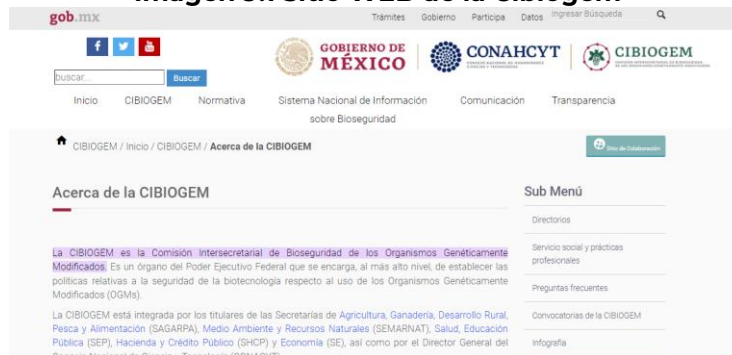 Imagen 3. Sitio WEB de la Cibiogem
gob.mx
Trámites Gobierno Participa Datos Ingresar Búsqueda
GOBIERNO DE MÉXICO
CONAHCYT
CIBIOGEM
buscar... Buscar
Inicio CIBIOGEM Normativa Sistema Nacional de Información Comunicación Transparencia
sobre Bioseguridad
CIBIOGEM / Inicio / CIBIOGEM / Acerca de la CIBIOGEM
Sitio de Colaboración
Acerca de la CIBIOGEM
La CIBIOGEM es la Comisión Intersecretarial de Bioseguridad de los Organismos Genéticamente
Modificados. Es un órgano del Poder Ejecutivo Federal que se encarga, al más alto nivel, de establecer las
políticas relativas a la seguridad de la biotecnología respecto al uso de los Organismos Genéticamente
Modificados (OGMs).
La CIBIOGEM está integrada por los titulares de las Secretarías de Agricultura, Ganadería, Desarrollo Rural,
Pesca y Alimentación (SAGARPA), Medio Ambiente y Recursos Naturales (SEMARNAT), Salud, Educación
Pública (SEP), Hacienda y Crédito Público (SHCP) y Economía (SE), así como por el Director General del
Sub Menú
Directorios
Servicio social y prácticas
profesionales
Preguntas frecuentes
Convocatorias de la CIBIOGEM
Infografía